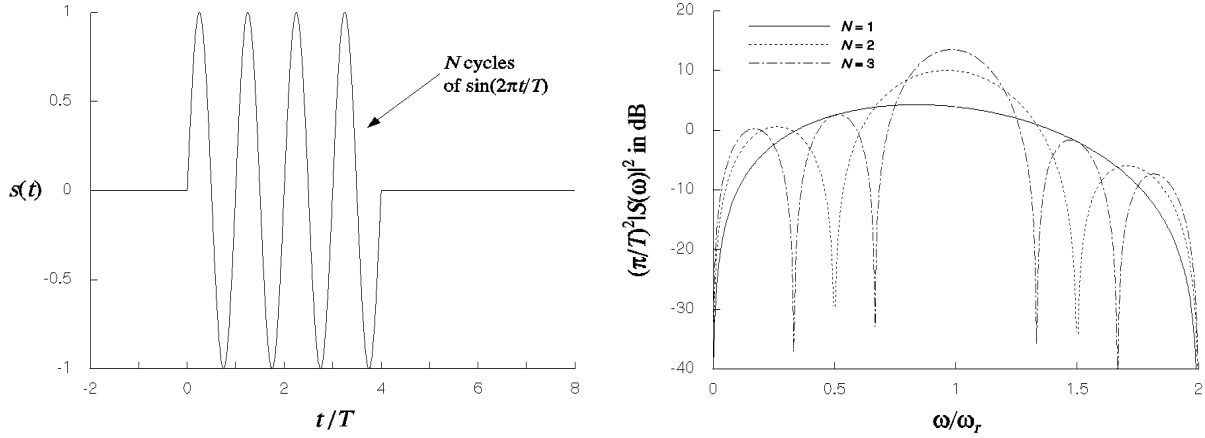 1
0.5
s(t)
0
-0.5
-1
-2
0
2
4
6
8
t/T
N cycles
of sin(2πt/T)
20
10
0
-10
-20
-30
-40
(π/T)²|S(ω)|² in dB
N = 1
N = 2
N = 3
0
0.5
1
1.5
2
ω/ωr